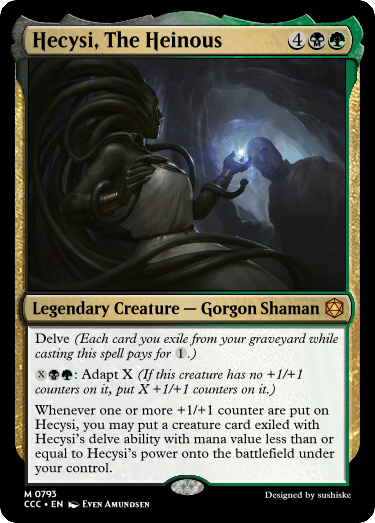 Hecysi, The Heinous 4
Legendary Creature — Gorgon Shaman
Delve (Each card you exile from your graveyard while
casting this spell pays for 1.)
X: Adapt X (If this creature has no +1/+1
counters on it, put X +1/+1 counters on it.)
Whenever one or more +1/+1 counter are put on
Hecysi, you may put a creature card exiled with
Hecysi's delve ability with mana value less than or
equal to Hecysi's power onto the battlefield under
your control.
M 0793
CCC • EN Even Amundsen
Designed by sushiske